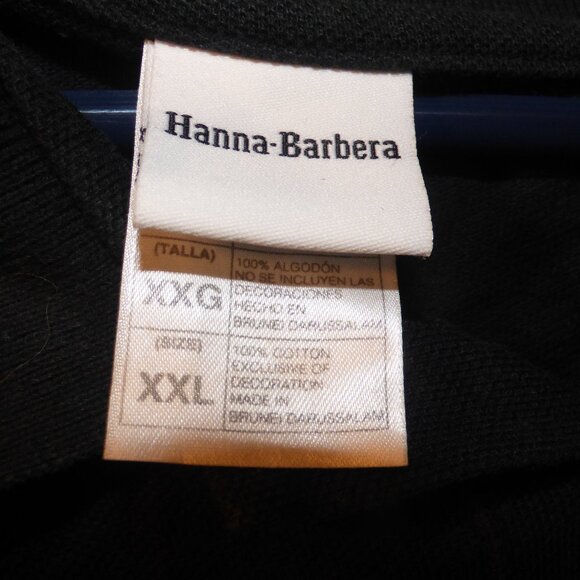 Hanna-Barbera
(TALLA)
XXG
100% ALGODÓN
NO SE INCLUYEN LAS
DECORACIONES
HECHO EN
BRUNEI DARUSSALAM
(SIZE)
XXL
100% COTTON
EXCLUSIVE OF
DECORATION
MADE IN
BRUNEI DARUSSALAM